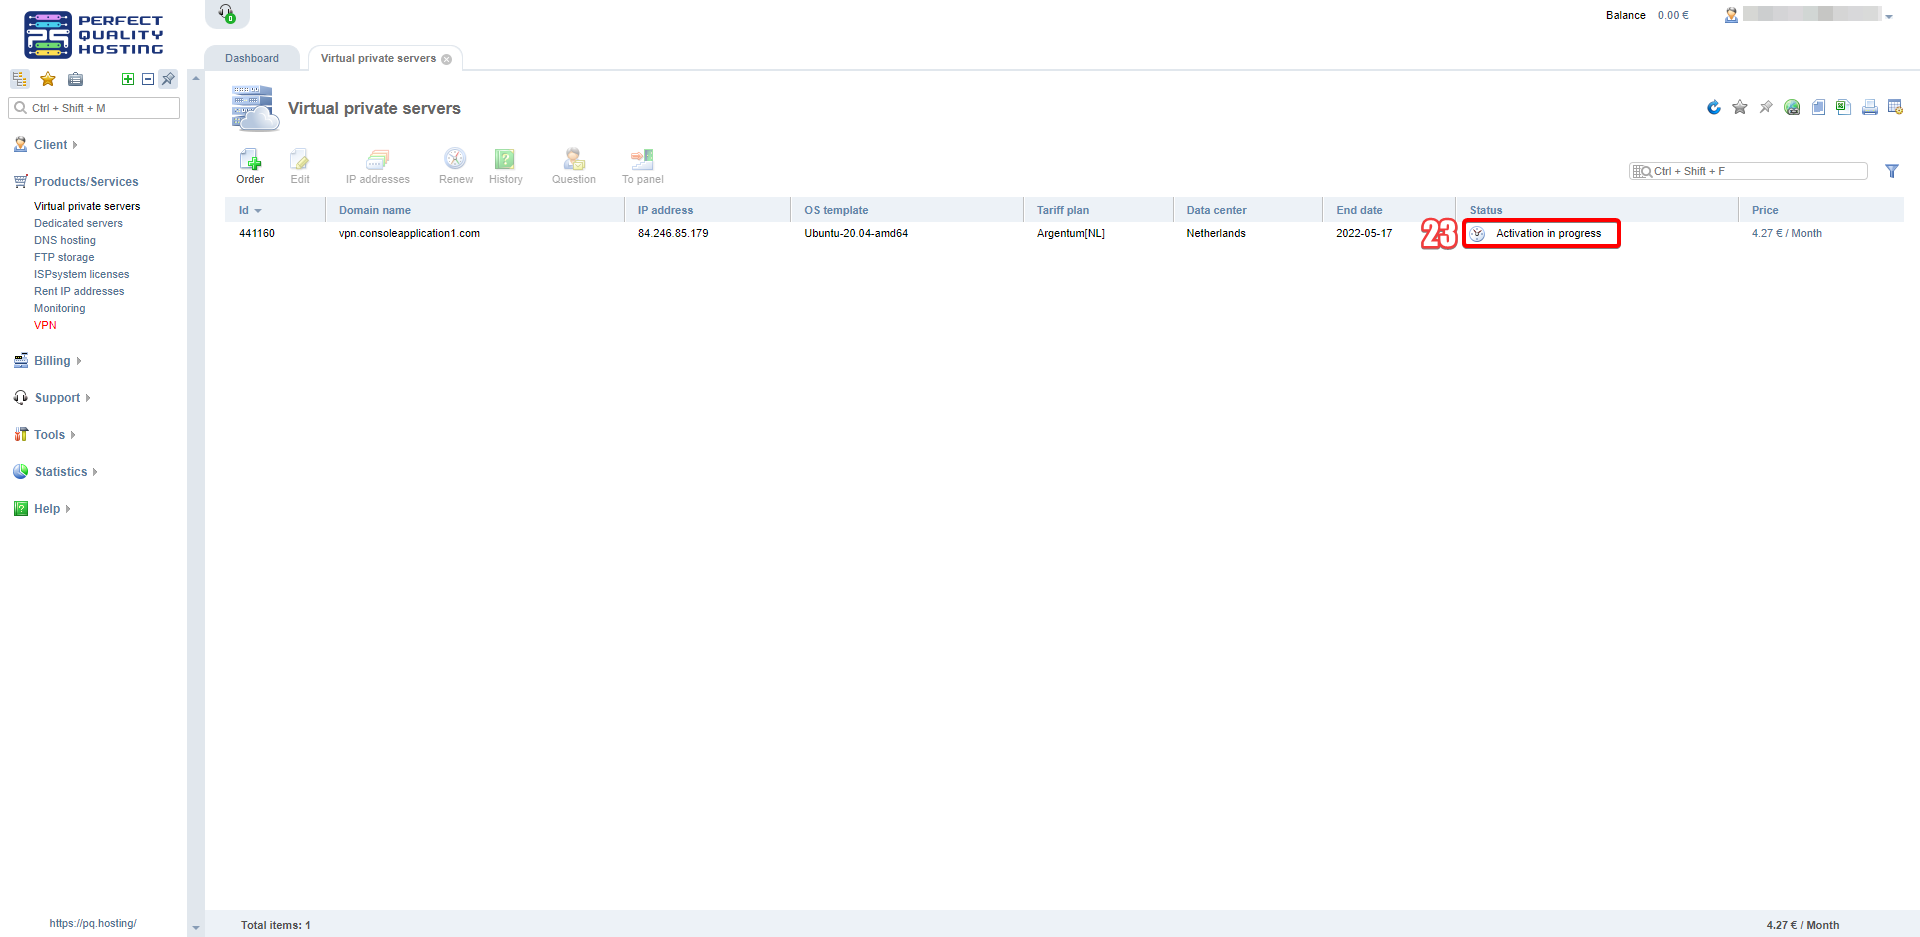 PERFECT
QUALITY
HOSTING
0
Balance 0.00 €
Dashboard
Virtual private servers
Ctrl + Shift + M
Virtual private servers
Client
Products/Services
Virtual private servers
Dedicated servers
DNS hosting
FTP storage
ISPsystem licenses
Rent IP addresses
Monitoring
VPN
Billing
Support
Tools
Statistics
Help
https://pq.hosting/
Order
Edit
IP addresses
Renew
History
Question
To panel
Ctrl + Shift + F
Id Domain name IP address OS template Tariff plan Data center End date Status Price
441160 vpn.consoleapplication1.com 84.246.85.179 Ubuntu-20.04-amd64 Argentum[NL] Netherlands 2022-05-17 23 Activation in progress 4.27 € / Month
Total items: 1 4.27 € / Month